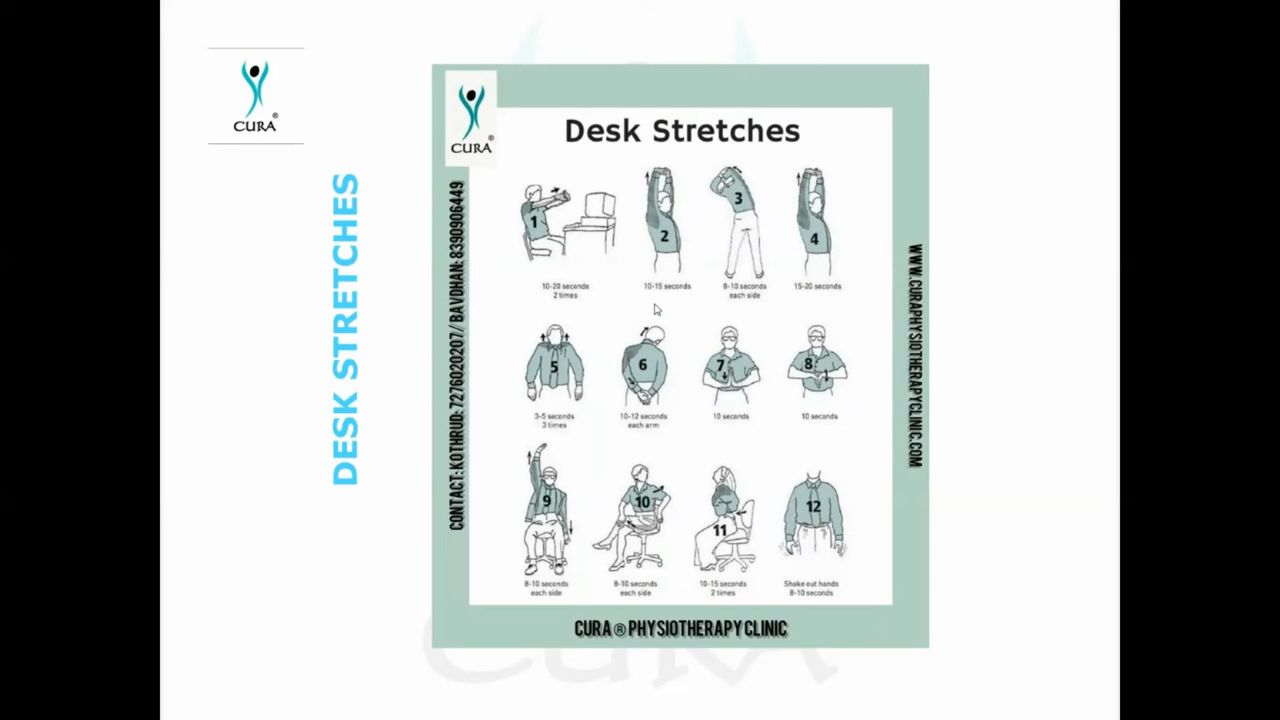 CURA®
DESK STRETCHES
CURA®
Desk Stretches
CONTACT: KOTHRUD: 7276020207/ BAVDHAN: 8390906449
WWW.CURAPHYSIOTHERAPYCLINIC.COM
1
2
3
4
10-20 seconds
2 times
10-15 seconds
8-10 seconds
each side
15-20 seconds
5
6
7
8
3-5 seconds
3 times
10-12 seconds
each arm
10 seconds
10 seconds
9
10
11
12
8-10 seconds
each side
8-10 seconds
each side
10-15 seconds
2 times
Shake out hands
8-10 seconds
CURA ® PHYSIOTHERAPY CLINIC
CURA